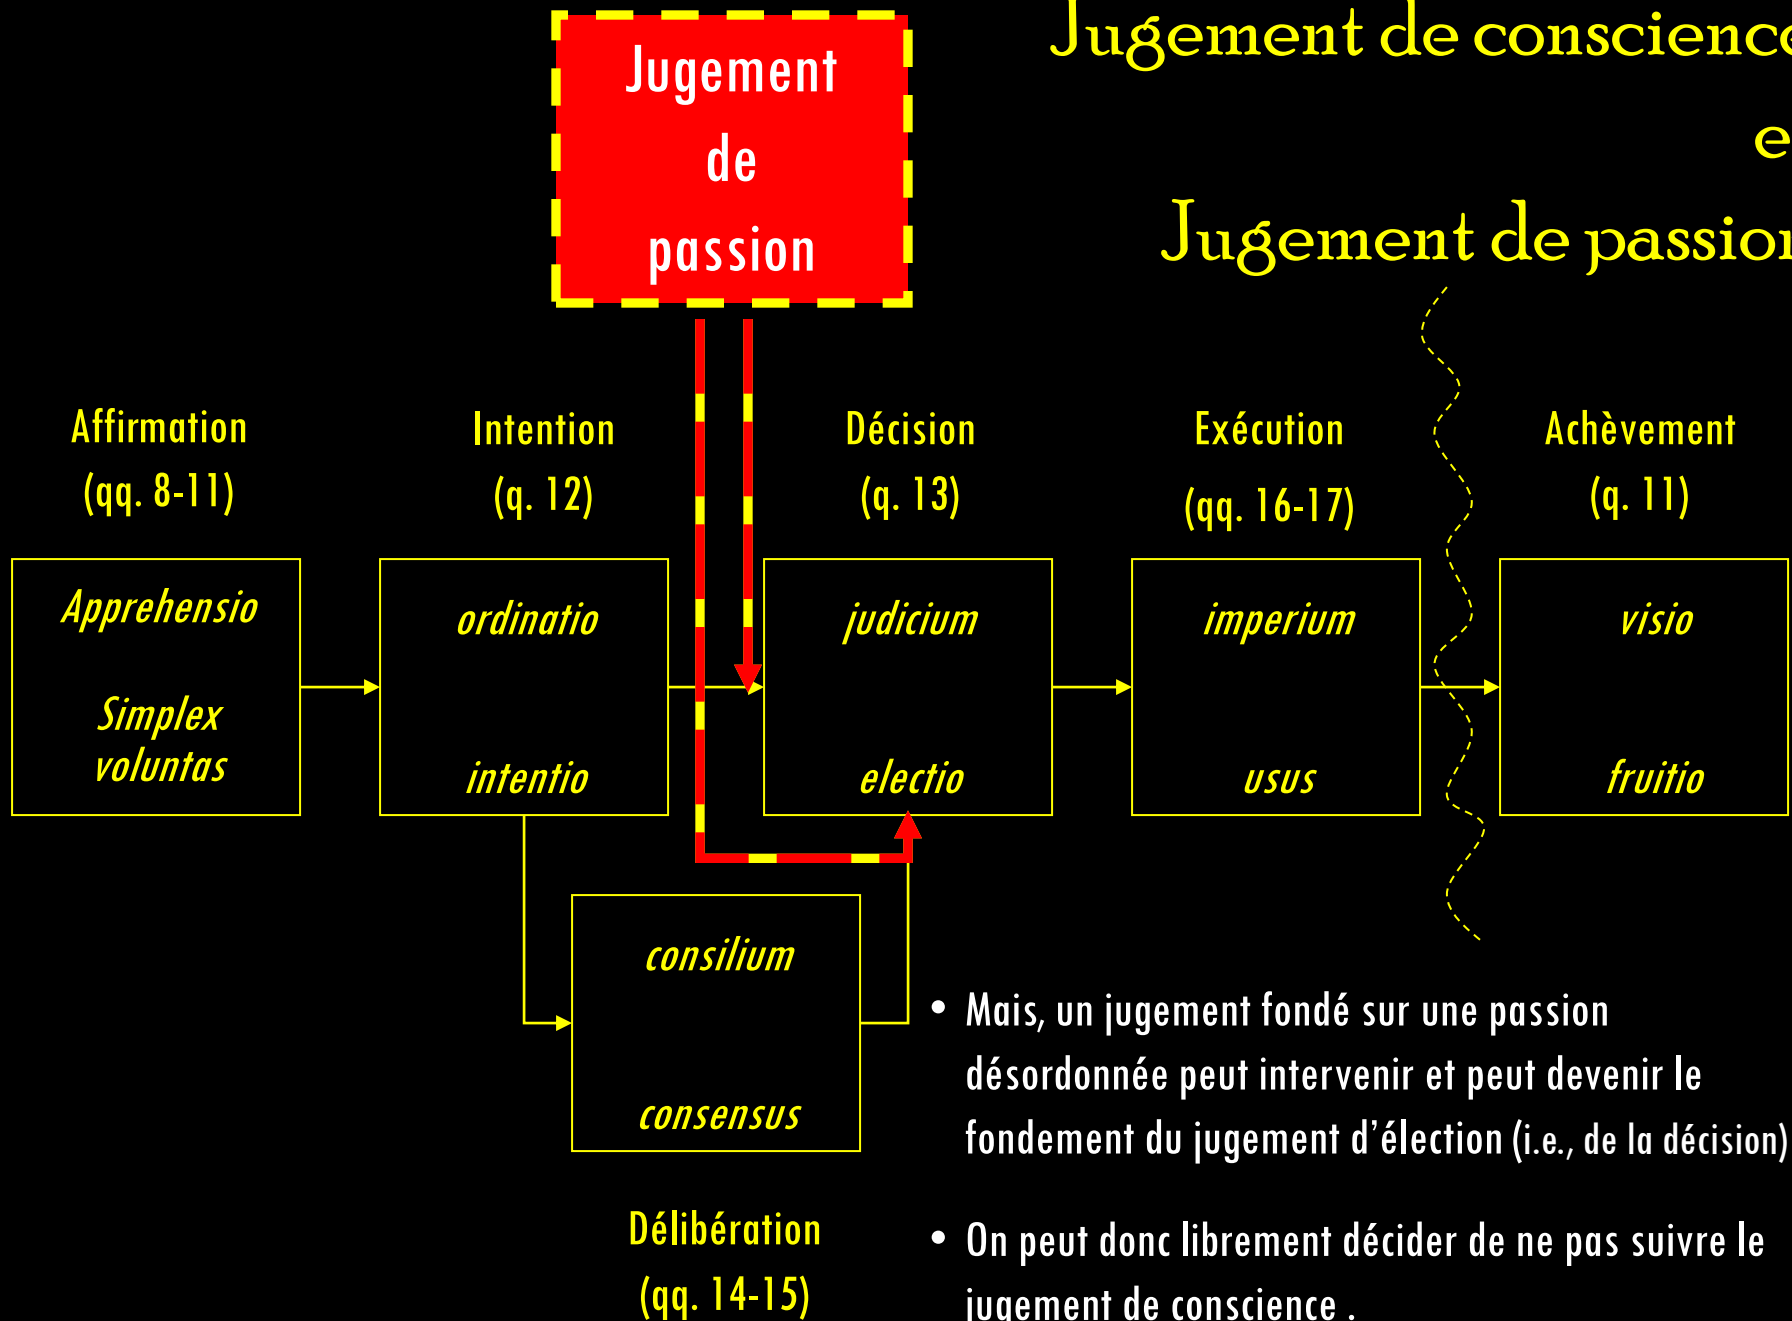 Jugement
de
passion
Jugement de conscience
e
Jugement de passion
Affirmation
(qq. 8-11)
Intention
(q. 12)
Décision
(q. 13)
Exécution
(qq. 16-17)
Achèvement
(q. 11)
Apprehensio
Simplex
voluntas
ordinatio
intentio
judicium
electio
imperium
usus
visio
fruitio
consilium
consensus
Délibération
(qq. 14-15)
• Mais, un jugement fondé sur une passion
désordonnée peut intervenir et peut devenir le
fondement du jugement d’élection (i.e., de la décision)
• On peut donc librement décider de ne pas suivre le
jugement de conscience .